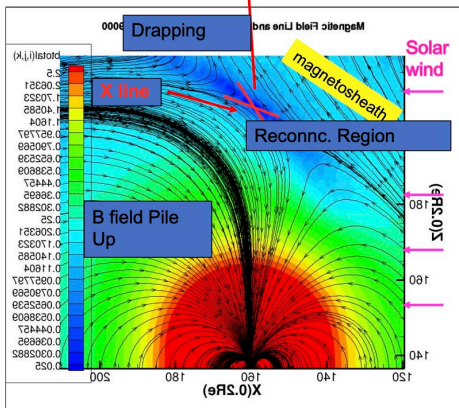 Magnetic Field Line and
Drapping
Solar
wind
magnetosheath
X line
Reconnc. Region
B field Pile
Up
btotal(i,j,k)
2.5
2.06351
1.70323
1.40585
1.1604
0.957797
0.790569
0.652539
0.538609
0.44457
0.36695
0.302882
0.25
0.206351
0.170323
0.140585
0.11604
0.0957797
0.0790569
0.0652539
0.0538609
0.044457
0.036695
0.0302882
0.025
180
160
140
Z(0.2Re)
200
180
160
140
120
X(0.2Re)